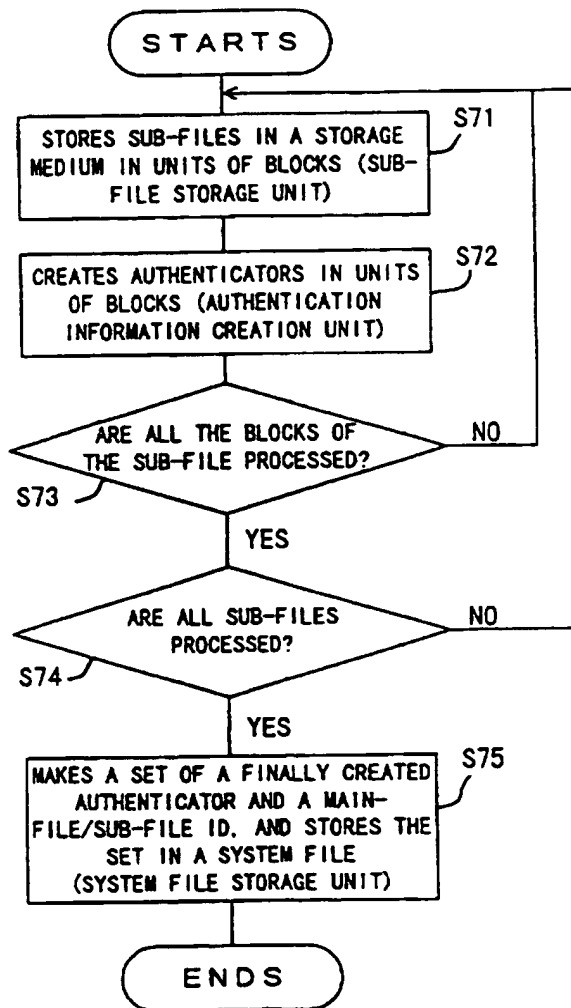 STARTS
S71
STORES SUB-FILES IN A STORAGE
MEDIUM IN UNITS OF BLOCKS (SUB-
FILE STORAGE UNIT)
S72
CREATES AUTHENTICATORS IN UNITS
OF BLOCKS (AUTHENTICATION
INFORMATION CREATION UNIT)
ARE ALL THE BLOCKS OF
THE SUB-FILE PROCESSED?
NO
S73
YES
ARE ALL SUB-FILES
PROCESSED?
NO
S74
YES
S75
MAKES A SET OF A FINALLY CREATED
AUTHENTICATOR AND A MAIN-
FILE/SUB-FILE ID, AND STORES THE
SET IN A SYSTEM FILE
(SYSTEM FILE STORAGE UNIT)
ENDS